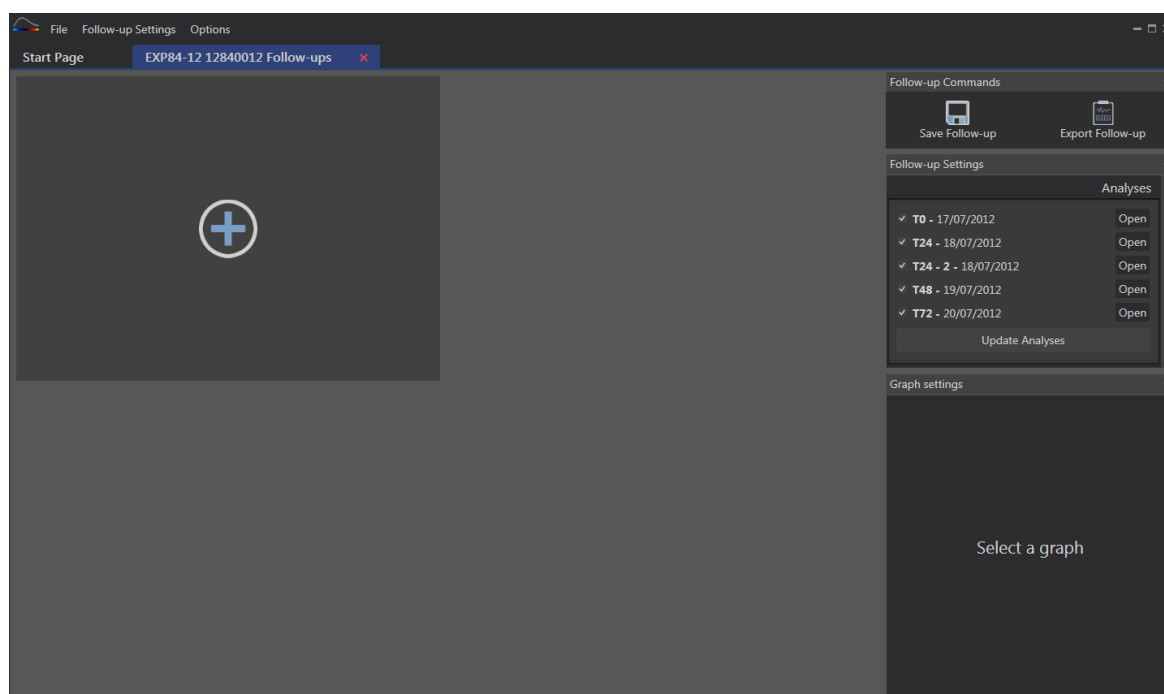 File Follow-up Settings Options
Start Page EXP84-12 12840012 Follow-ups
Follow-up Commands
Save Follow-up Export Follow-up
Follow-up Settings
Analyses
T0 - 17/07/2012 Open
T24 - 18/07/2012 Open
T24 - 2 - 18/07/2012 Open
T48 - 19/07/2012 Open
T72 - 20/07/2012 Open
Update Analyses
Graph settings
Select a graph